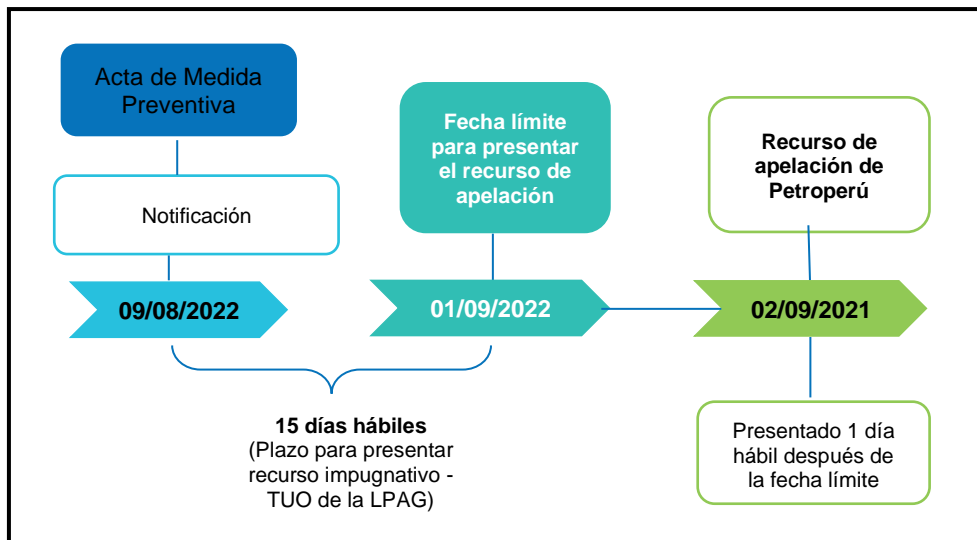 Acta de Medida
Preventiva
Notificación
09/08/2022
Fecha límite
para presentar
el recurso de
apelación
01/09/2022
15 días hábiles
(Plazo para presentar
recurso impugnativo -
TUO de la LPAG)
Recurso de
apelación de
Petroperú
02/09/2021
Presentado 1 día
hábil después de
la fecha límite